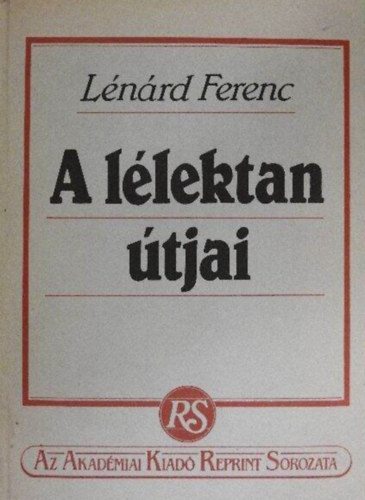 Lénárd Ferenc
A lélektan
útjai
RS
AZ AKADÉMIAI KIADÓ REPRINT SOROZATA